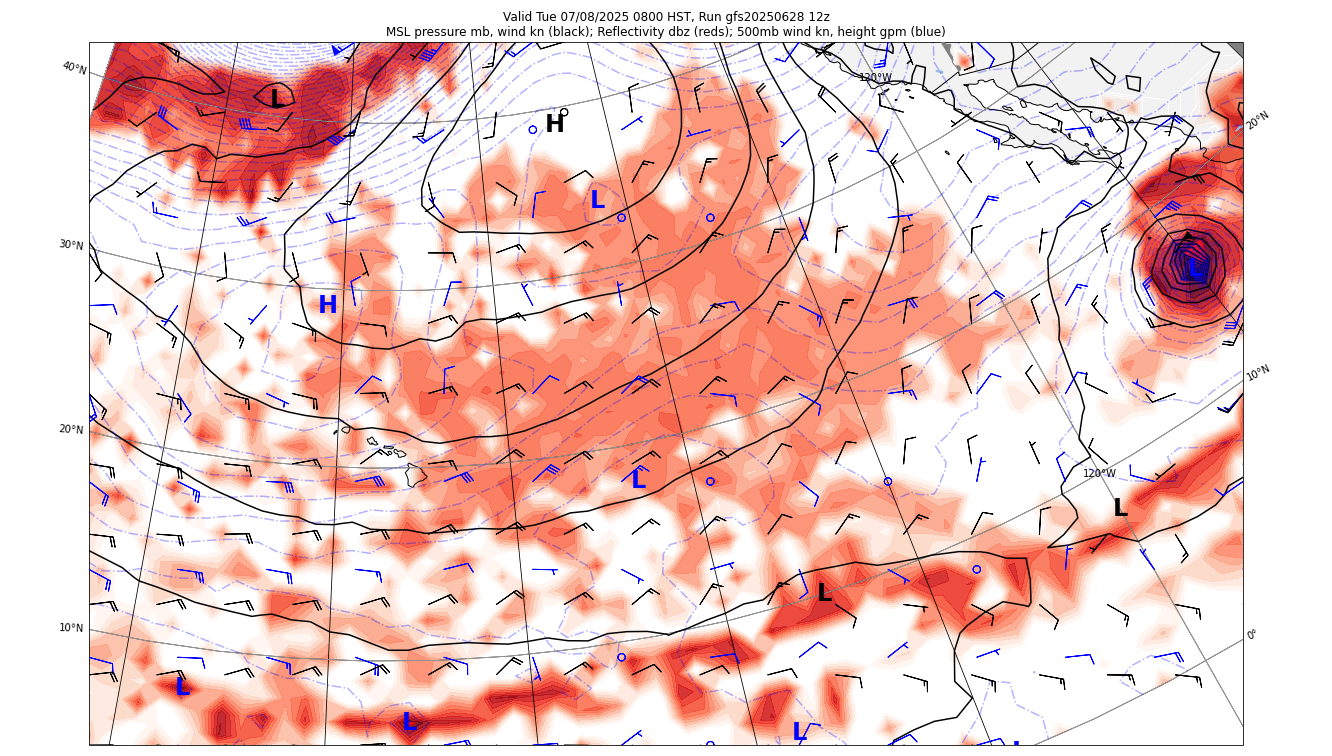 Valid Tue 07/08/2025 0800 HST, Run gfs20250628 12z
MSL pressure mb, wind kn (black); Reflectivity dbz (reds); 500mb wind kn, height gpm (blue)
40°N
120°W
20°N
L
H
L
30°N
L
H
10°N
20°N
L
120°W
L
L
10°N
0°
L
L
L